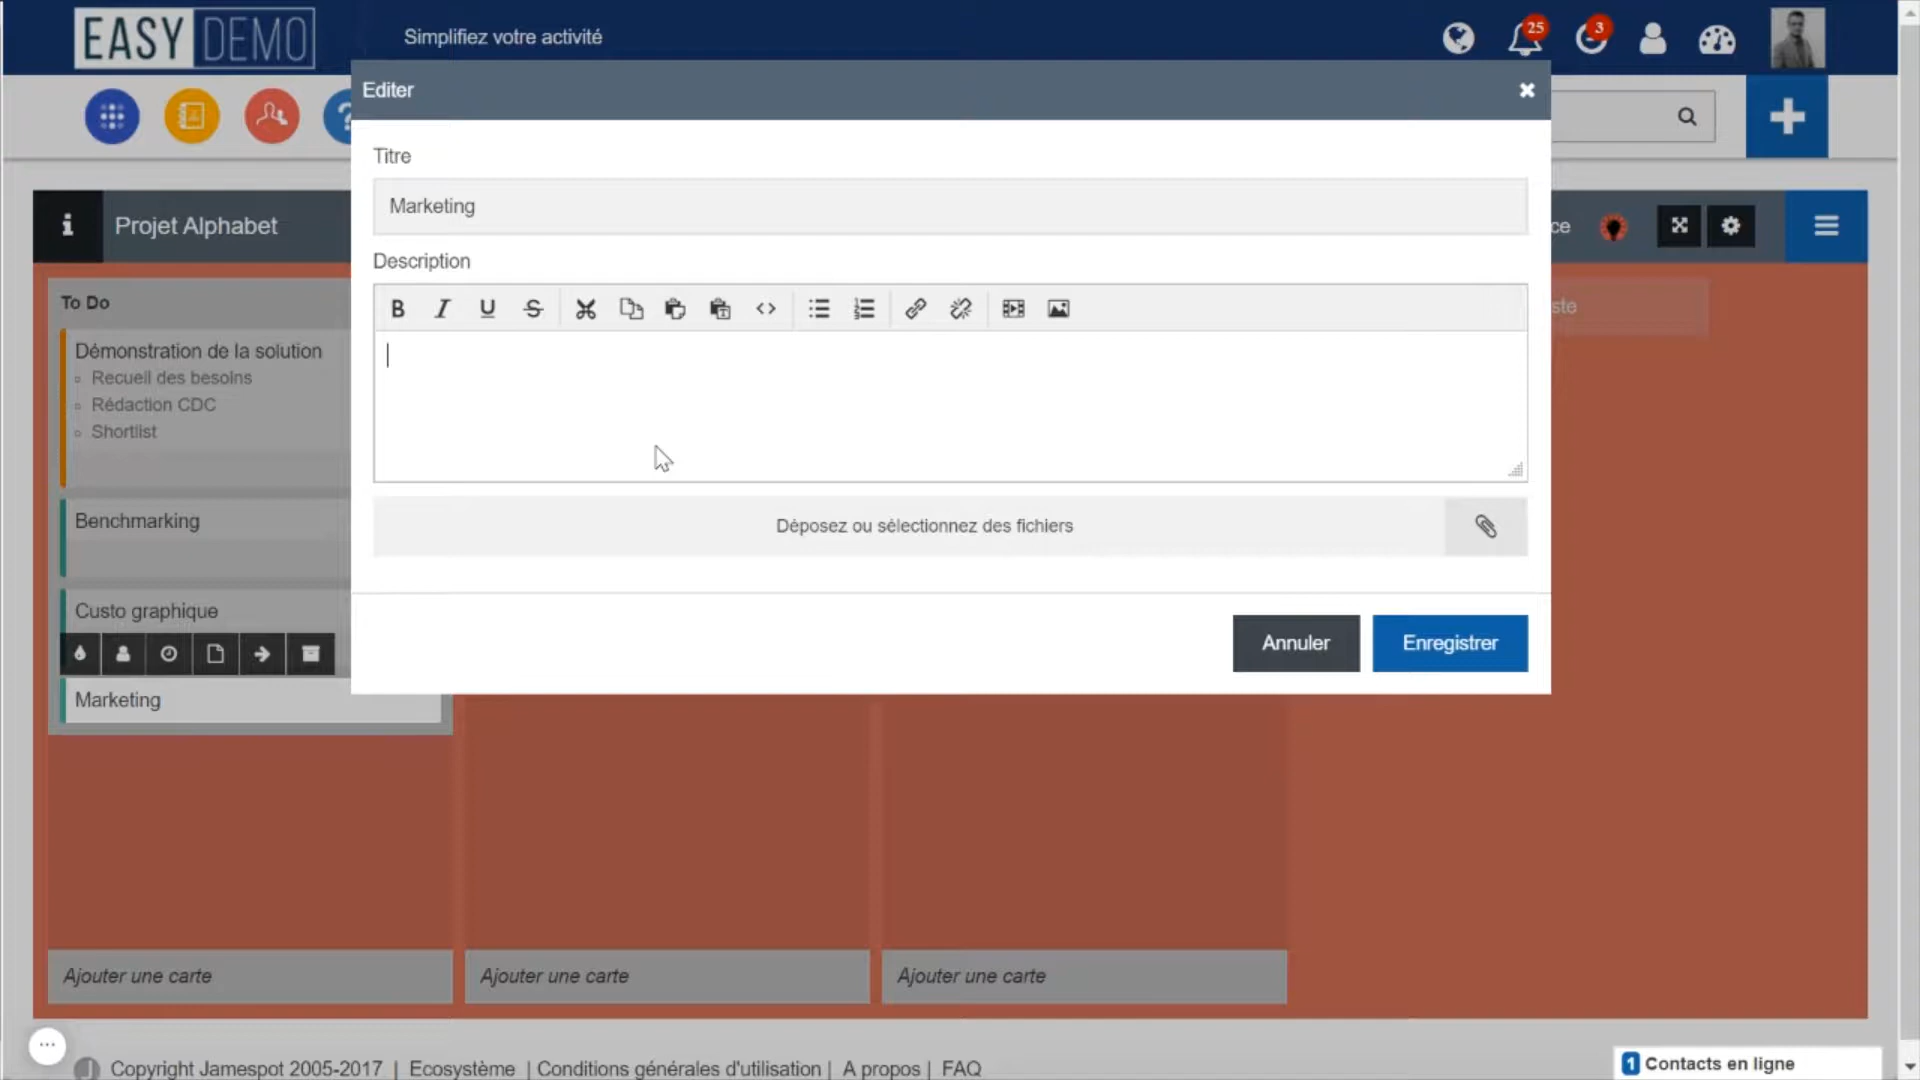 EASY DEMO
Simplifiez votre activité
25
3
Editer
Titre
Marketing
Projet Alphabet
ce
Description
To Do
ste
Démonstration de la solution
Recueil des besoins
Rédaction CDC
Shortlist
Benchmarking
Déposez ou sélectionnez des fichiers
Custo graphique
Annuler
Enregistrer
Marketing
Ajouter une carte
Ajouter une carte
Ajouter une carte
Copyright Jamespot 2005-2017 | Ecosystème | Conditions générales d'utilisation | A propos | FAQ
1 Contacts en ligne